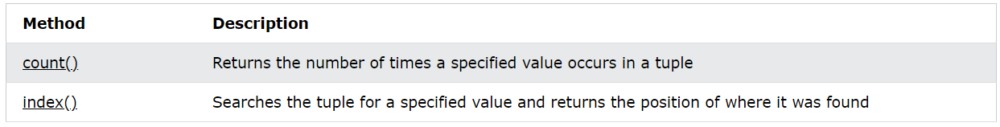 Method Description
count() Returns the number of times a specified value occurs in a tuple
index() Searches the tuple for a specified value and returns the position of where it was found